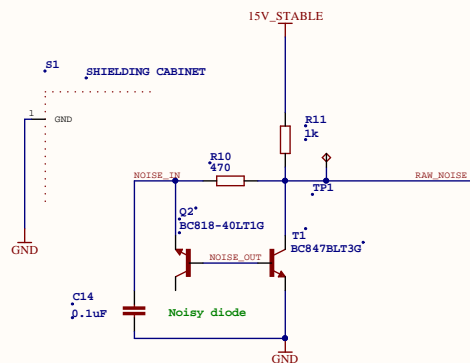 15V_STABLE
S1
SHIELDING CABINET
1
GND
R11
1k
R10
470
NOISE_IN
RAW_NOISE
TP1
Q2
BC818-40LT1G
T1
BC847BLT3G
NOISE_OUT
GND
C14
0.1uF
Noisy diode
GND